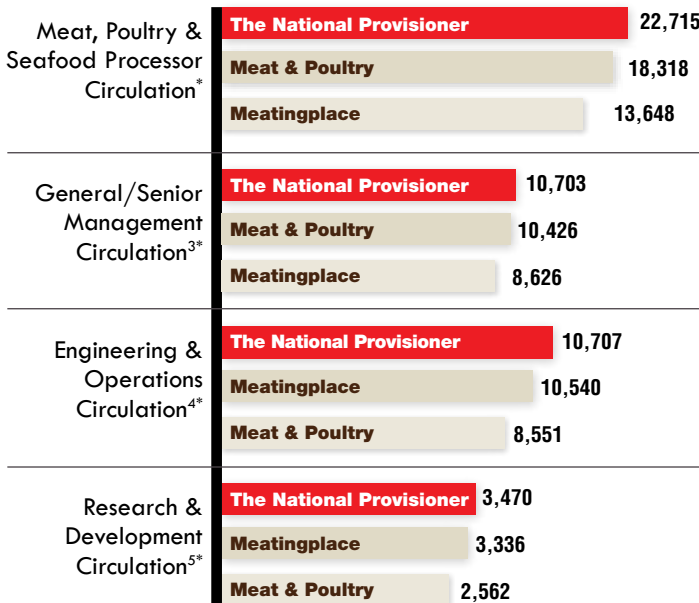 Meat, Poultry &
Seafood Processor
Circulation*
The National Provisioner 22,715
Meat & Poultry 18,318
Meatingplace 13,648
General/Senior
Management
Circulation3*
The National Provisioner 10,703
Meat & Poultry 10,426
Meatingplace 8,626
Engineering &
Operations
Circulation4*
The National Provisioner 10,707
Meatingplace 10,540
Meat & Poultry 8,551
Research &
Development
Circulation5*
The National Provisioner 3,470
Meatingplace 3,336
Meat & Poultry 2,562